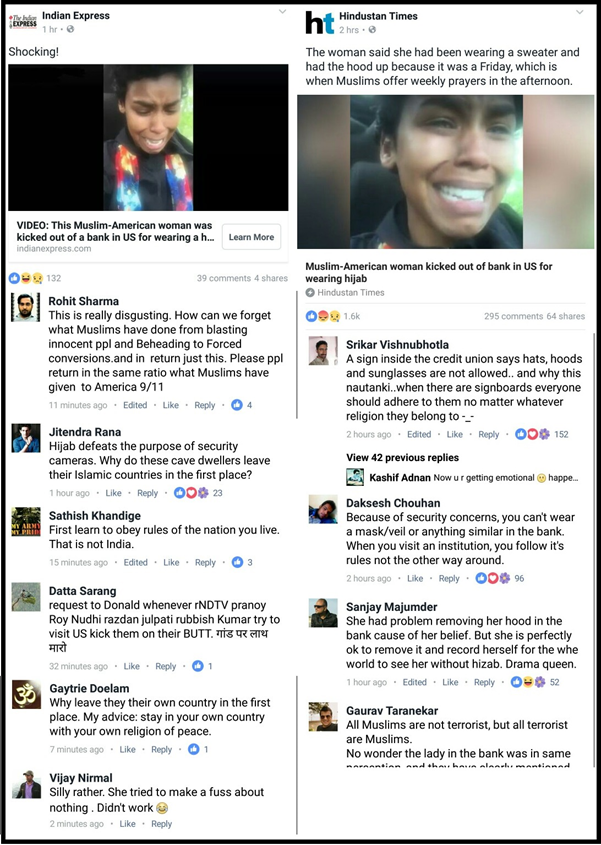 The Indian
EXPRESS
Indian Express
1 hr •
Shocking!
VIDEO: This Muslim-American woman was
kicked out of a bank in US for wearing a h...
indianexpress.com
Learn More
132
39 comments 4 shares
Rohit Sharma
This is really disgusting. How can we forget
what Muslims have done from blasting
innocent ppl and Beheading to Forced
conversions.and in return just this. Please ppl
return in the same ratio what Muslims have
given to America 9/11
11 minutes ago • Edited • Like • Reply • 4
Jitendra Rana
Hijab defeats the purpose of security
cameras. Why do these cave dwellers leave
their Islamic countries in the first place?
1 hour ago • Like • Reply • 23
MY ARMY
MY PRIDE
Sathish Khandige
First learn to obey rules of the nation you live.
That is not India.
15 minutes ago • Edited • Like • Reply • 3
Datta Sarang
request to Donald whenever rNDTV pranoy
Roy Nudhi razdan julpati rubbish Kumar try to
visit US kick them on their BUTT. गांड पर लाथ
मारो
32 minutes ago • Like • Reply • 1
Gaytrie Doelam
Why leave they their own country in the first
place. My advice: stay in your own country
with your own religion of peace.
7 minutes ago • Like • Reply • 1
Vijay Nirmal
Silly rather. She tried to make a fuss about
nothing . Didn't work 😂
2 minutes ago • Like • Reply
ht
Hindustan Times
2 hrs •
The woman said she had been wearing a sweater and
had the hood up because it was a Friday, which is
when Muslims offer weekly prayers in the afternoon.
Muslim-American woman kicked out of bank in US for
wearing hijab
Hindustan Times
1.6k
295 comments 64 shares
Srikar Vishnubhotla
A sign inside the credit union says hats, hoods
and sunglasses are not allowed.. and why this
nautanki..when there are signboards everyone
should adhere to them no matter whatever
religion they belong to -_-
2 hours ago • Edited • Like • Reply • 152
View 42 previous replies
Kashif Adnan Now u r getting emotional happe...
Daksesh Chouhan
Because of security concerns, you can't wear
a mask/veil or anything similar in the bank.
When you visit an institution, you follow it's
rules not the other way around.
2 hours ago • Like • Reply • 96
Sanjay Majumder
She had problem removing her hood in the
bank cause of her belief. But she is perfectly
ok to remove it and record herself for the whe
world to see her without hizab. Drama queen.
1 hour ago • Edited • Like • Reply • 52
Gaurav Taranekar
All Muslims are not terrorist, but all terrorist
are Muslims.
No wonder the lady in the bank was in same
perception, and they have clearly mentioned